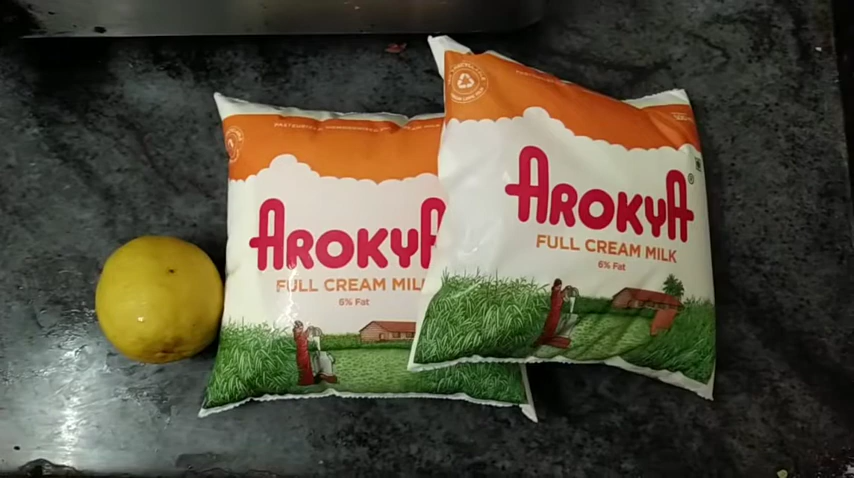 AROKYA
FULL CREAM MILK
6% Fat
AROKYA®
FULL CREAM MILK
6% Fat